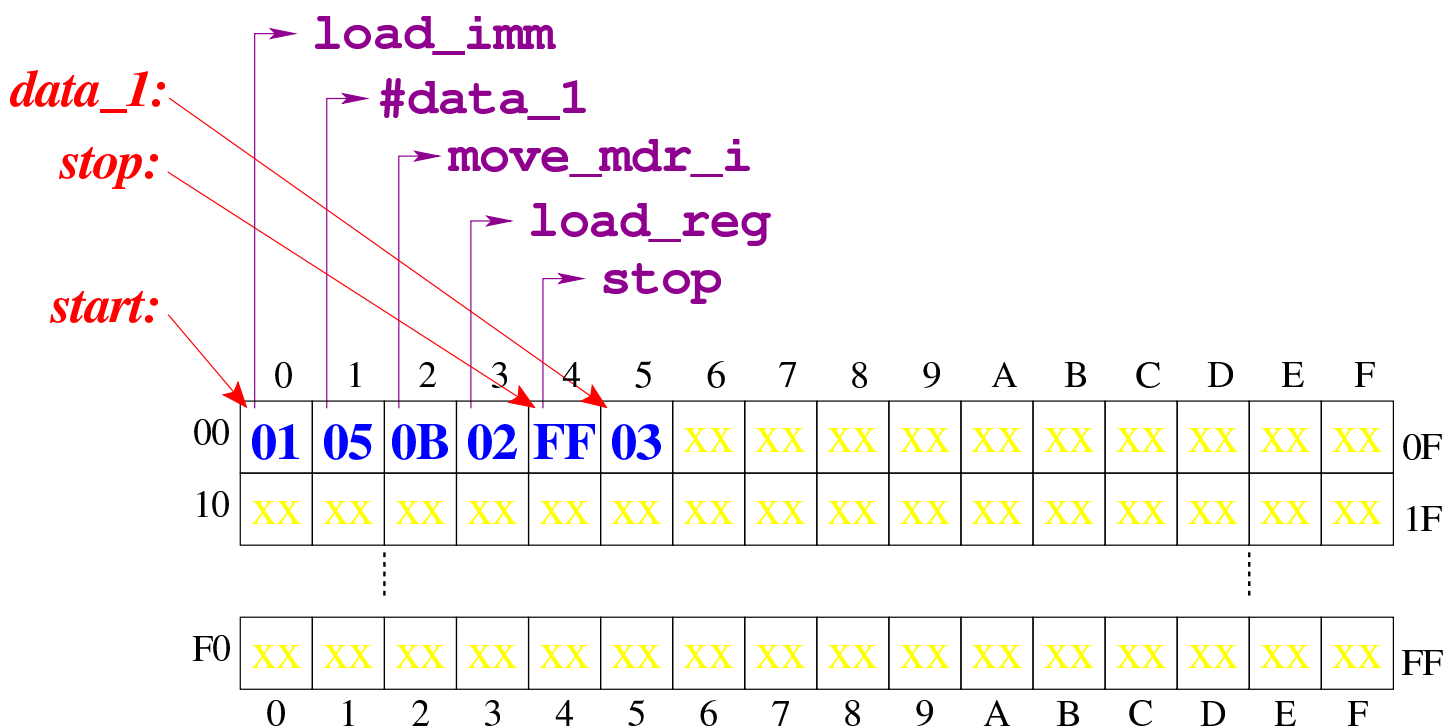 load_imm
data_1: #data_1
stop: move_mdr_i
load_reg
stop
start:
0 1 2 3 4 5 6 7 8 9 A B C D E F
00 01 05 0B 02 FF 03 XX XX XX XX XX XX XX XX XX XX 0F
10 XX XX XX XX XX XX XX XX XX XX XX XX XX XX XX XX 1F
F0 XX XX XX XX XX XX XX XX XX XX XX XX XX XX XX XX FF
0 1 2 3 4 5 6 7 8 9 A B C D E F